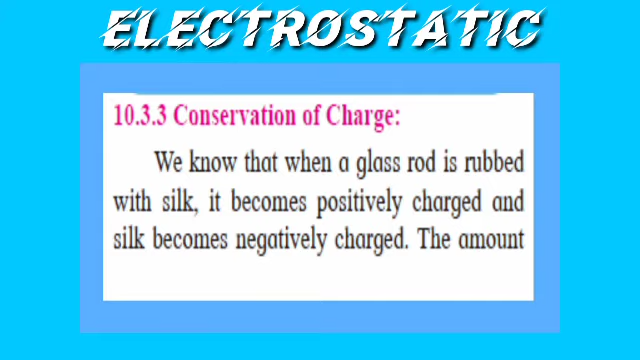 ELECTROSTATIC
10.3.3 Conservation of Charge:
We know that when a glass rod is rubbed
with silk, it becomes positively charged and
silk becomes negatively charged. The amount